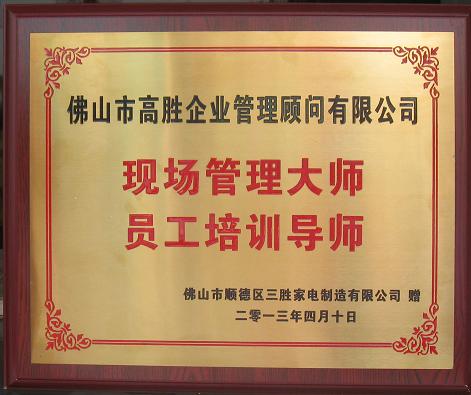 佛山市高胜企业管理顾问有限公司
现场管理大师
员工培训导师
佛山市顺德区三胜家电制造有限公司 赠
二零一三年四月十日